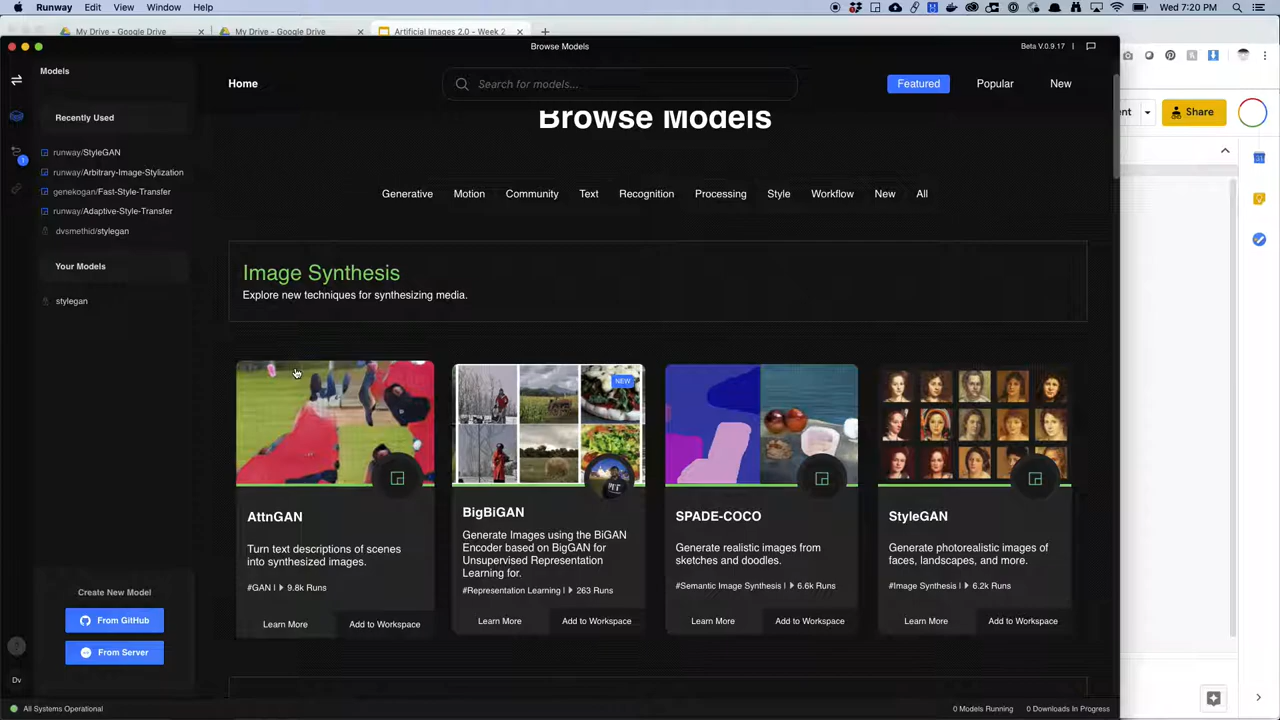 Runway Edit View Window Help
Wed 7:20 PM
My Drive - Google Drive
My Drive - Google Drive
Artificial Images 2.0 - Week 2
Browse Models
Beta V.0.9.17
Models
Home
Search for models...
Featured
Popular
New
Share
Recently Used
Browse Models
runway/StyleGAN
runway/Arbitrary-Image-Stylization
genekogan/Fast-Style-Transfer
runway/Adaptive-Style-Transfer
dvsmethid/stylegan
Your Models
stylegan
Generative Motion Community Text Recognition Processing Style Workflow New All
Image Synthesis
Explore new techniques for synthesizing media.
AttnGAN
Turn text descriptions of scenes
into synthesized images.
#GAN | 9.8k Runs
Learn More
Add to Workspace
NEW
BigBiGAN
Generate Images using the BiGAN
Encoder based on BigGAN for
Unsupervised Representation
Learning for.
#Representation Learning | 263 Runs
Learn More
Add to Workspace
SPADE-COCO
Generate realistic images from
sketches and doodles.
#Semantic Image Synthesis | 6.6k Runs
Learn More
Add to Workspace
StyleGAN
Generate photorealistic images of
faces, landscapes, and more.
#Image Synthesis | 6.2k Runs
Learn More
Add to Workspace
Create New Model
From GitHub
From Server
Dv
All Systems Operational
0 Models Running
0 Downloads In Progress